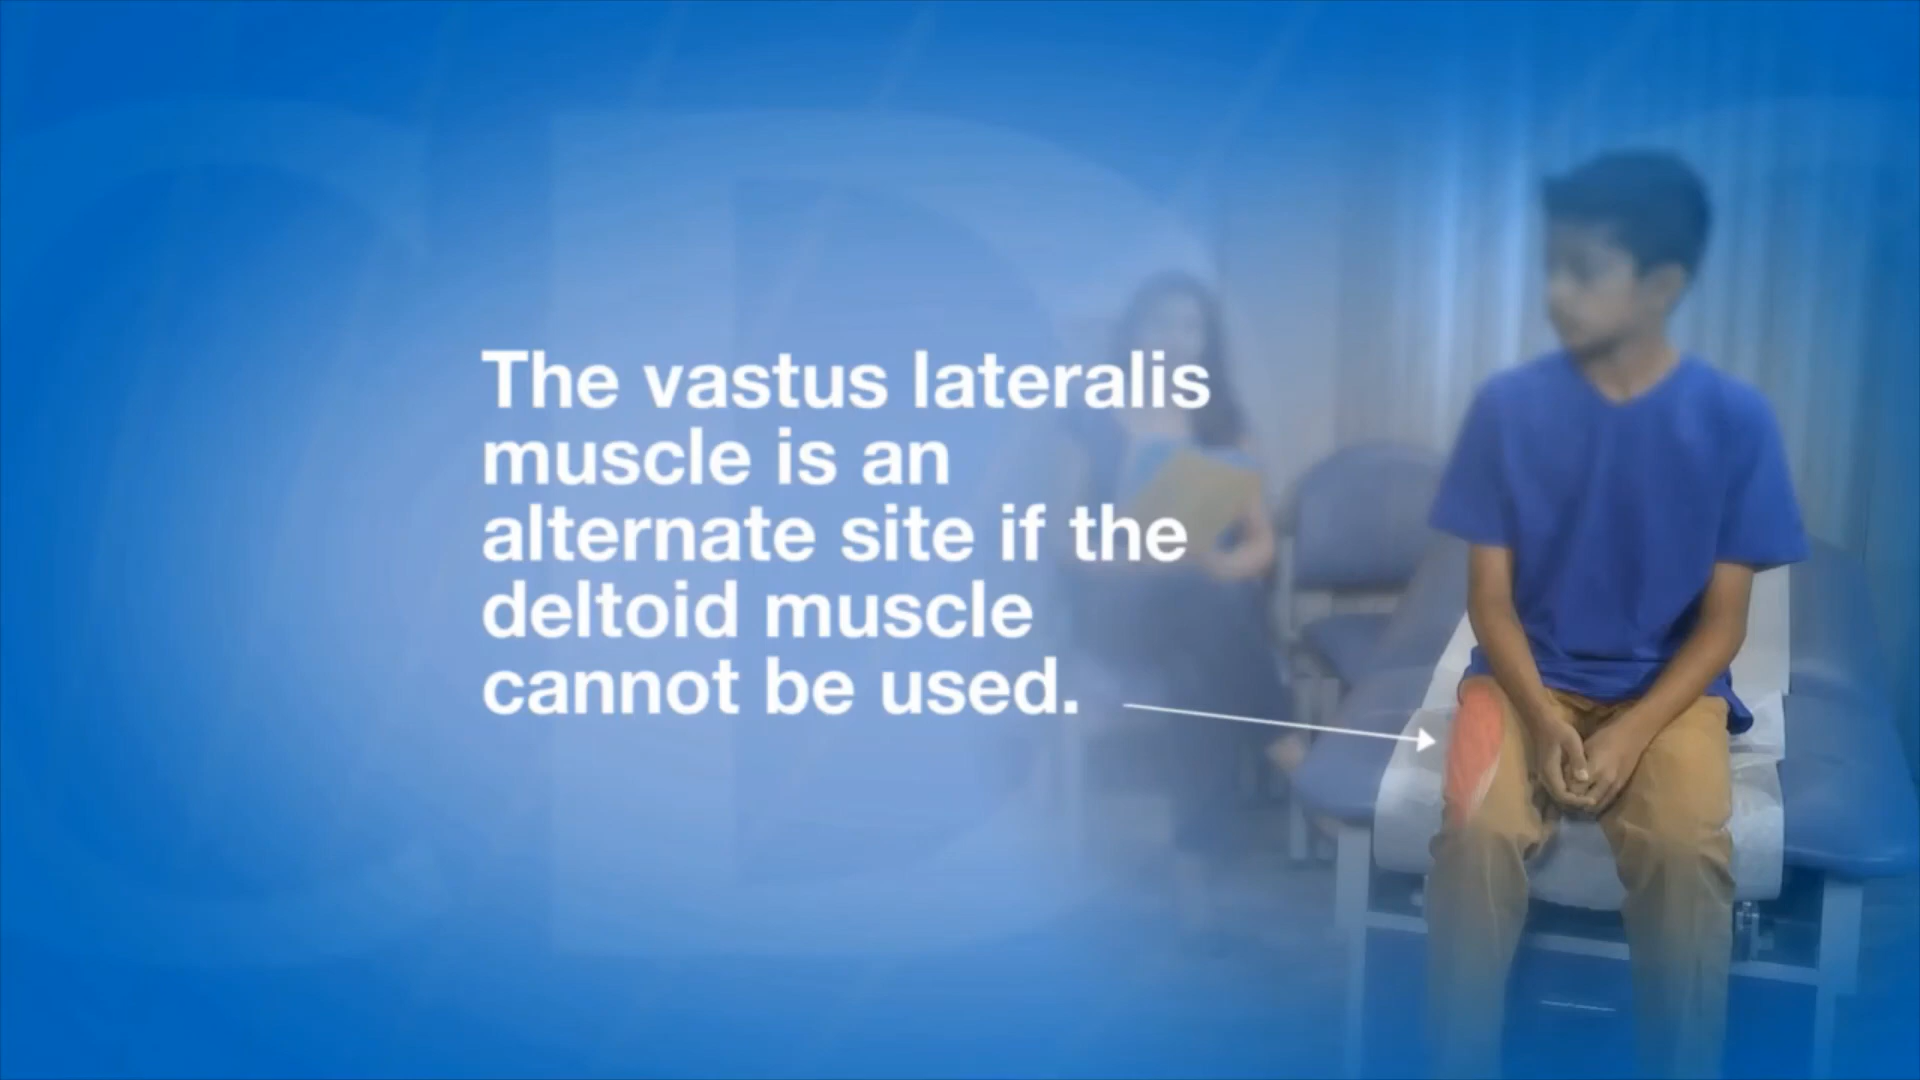 The vastus lateralis
muscle is an
alternate site if the
deltoid muscle
cannot be used.